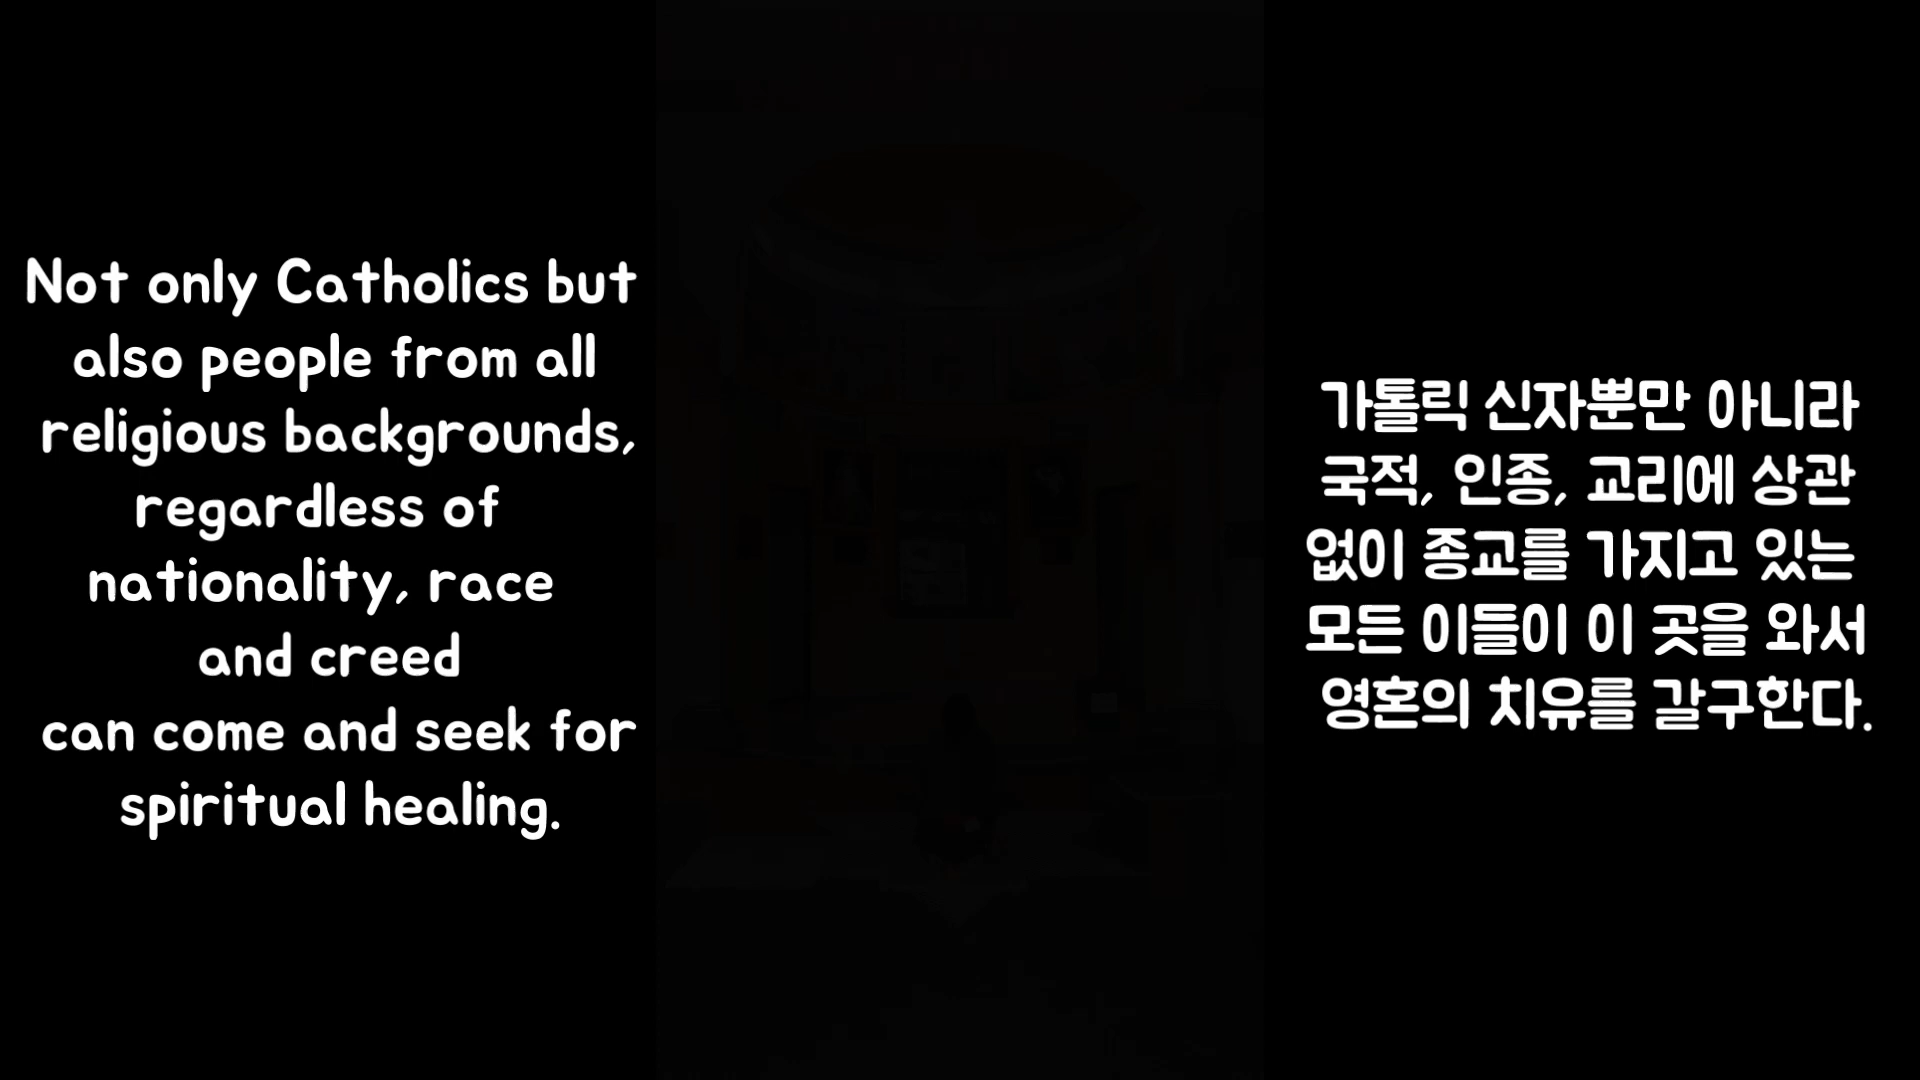 Not only Catholics but
also people from all
religious backgrounds,
regardless of
nationality, race
and creed
can come and seek for
spiritual healing.
가톨릭 신자뿐만 아니라
국적, 인종, 교리에 상관
없이 종교를 가지고 있는
모든 이들이 이 곳을 와서
영혼의 치유를 갈구한다.